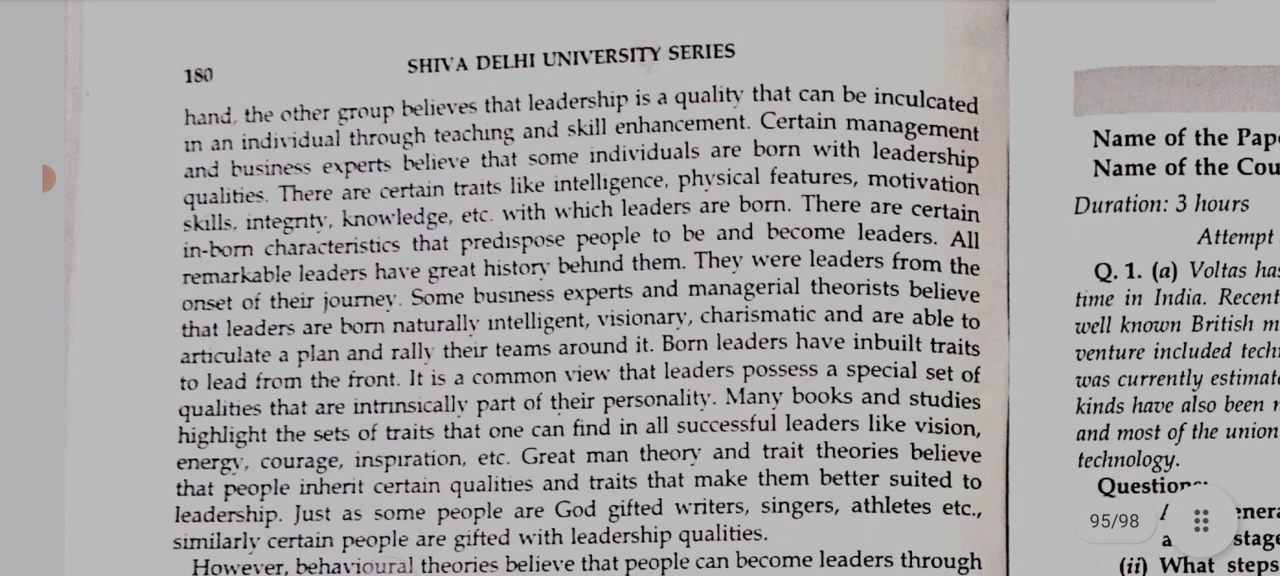 180
SHIVA DELHI UNIVERSITY SERIES
hand, the other group believes that leadership is a quality that can be inculcated
in an individual through teaching and skill enhancement. Certain management
and business experts believe that some individuals are born with leadership
qualities. There are certain traits like intelligence, physical features, motivation
skills, integrity, knowledge, etc. with which leaders are born. There are certain
in-born characteristics that predispose people to be and become leaders. All
remarkable leaders have great history behind them. They were leaders from the
onset of their journey. Some business experts and managerial theorists believe
that leaders are born naturally intelligent, visionary, charismatic and are able to
articulate a plan and rally their teams around it. Born leaders have inbuilt traits
to lead from the front. It is a common view that leaders possess a special set of
qualities that are intrinsically part of their personality. Many books and studies
highlight the sets of traits that one can find in all successful leaders like vision,
energy, courage, inspiration, etc. Great man theory and trait theories believe
that people inherit certain qualities and traits that make them better suited to
leadership. Just as some people are God gifted writers, singers, athletes etc.,
similarly certain people are gifted with leadership qualities.
However, behavioural theories believe that people can become leaders through
Name of the Pap
Name of the Cou
Duration: 3 hours
Attempt
Q. 1. (a) Voltas has
time in India. Recent
well known British m
venture included tech
was currently estimat
kinds have also been
and most of the union
technology.
Questions:
95/98
a stage
(ii) What steps